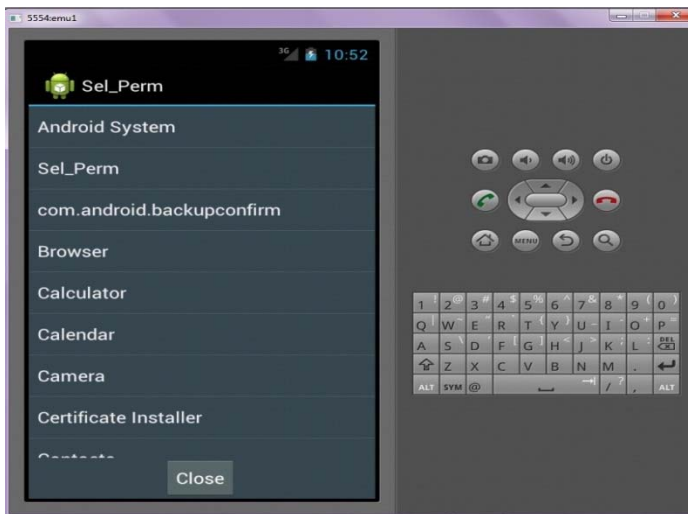 5554:emu1
3G 10:52
Sel_Perm
Android System
Sel_Perm
com.android.backupconfirm
Browser
Calculator
Calendar
Camera
Certificate Installer
Contacts
Close
MENU
1 ! 2 @ 3 # 4 $ 5 % 6 ^ 7 & 8 * 9 ( 0 )
Q W E R T Y U I O P
A S D F G H J K L DEL
Z X C V B N M .
ALT SYM @ / ? , ALT